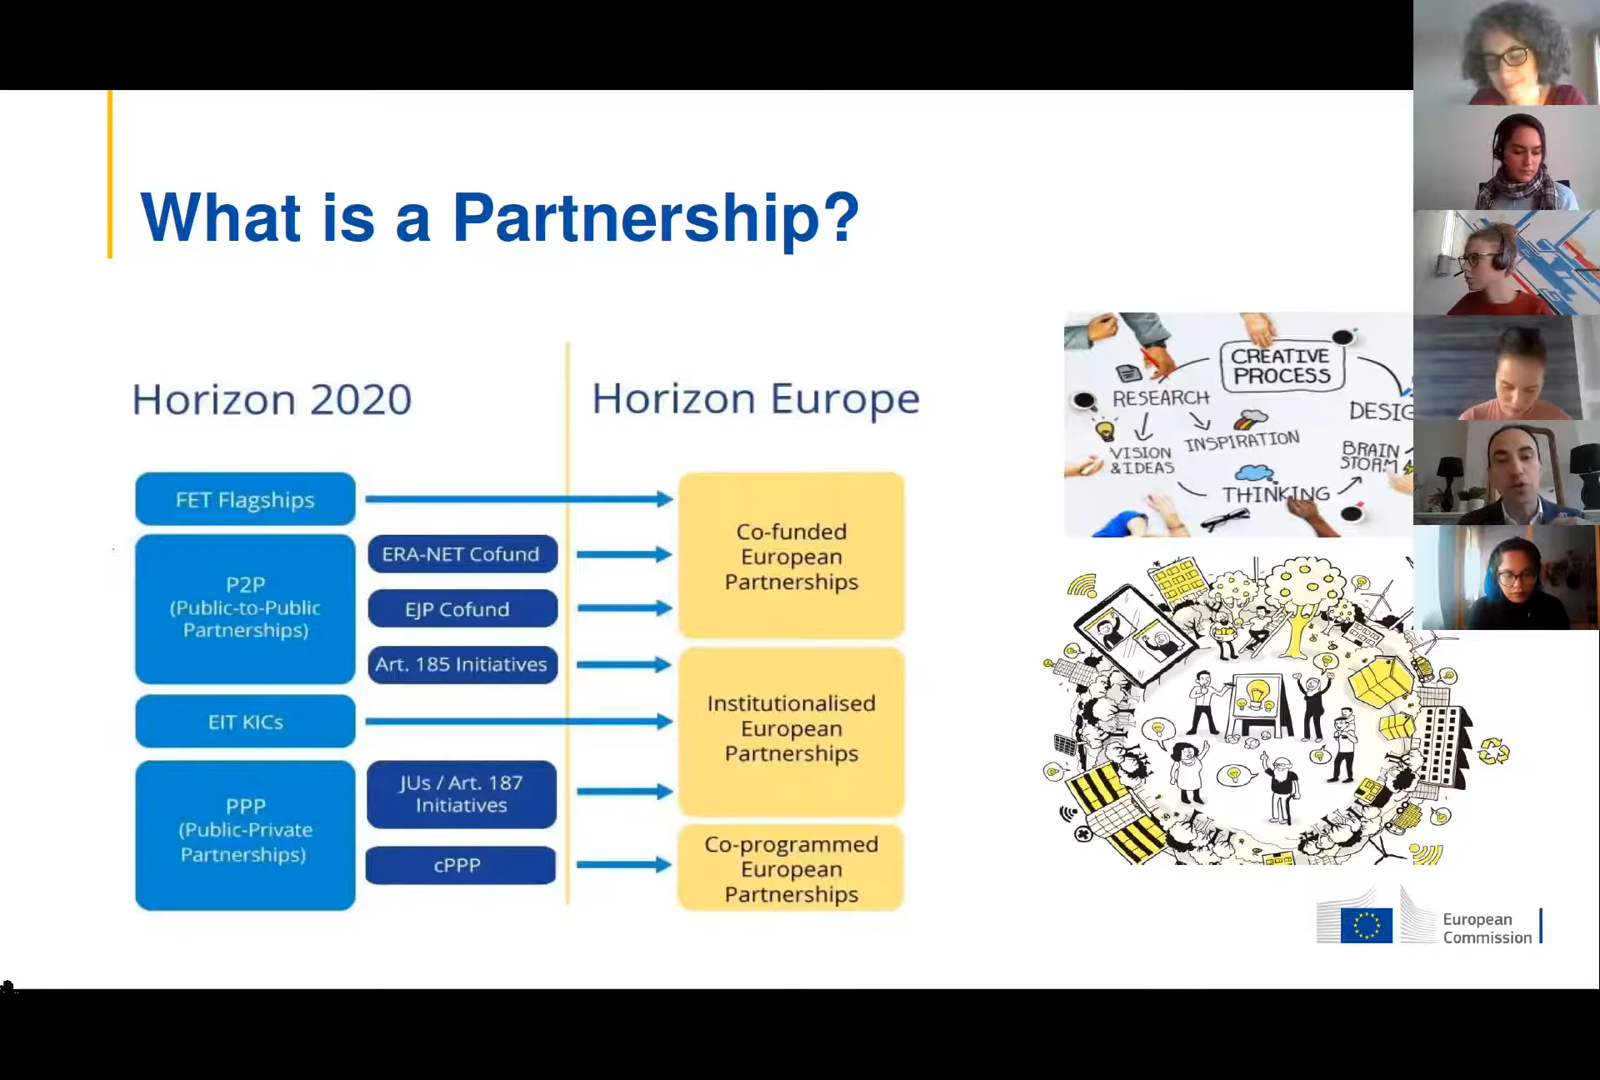 What is a Partnership?
Horizon 2020
Horizon Europe
FET Flagships
P2P
(Public-to-Public
Partnerships)
ERA-NET Cofund
EJP Cofund
Art. 185 Initiatives
EIT KICs
PPP
(Public-Private
Partnerships)
JUs / Art. 187
Initiatives
cPPP
Co-funded
European
Partnerships
Institutionalised
European
Partnerships
Co-programmed
European
Partnerships
CREATIVE
PROCESS
RESEARCH
DESIG
VISION
& IDEAS
INSPIRATION
BRAIN
STORM
THINKING
European
Commission